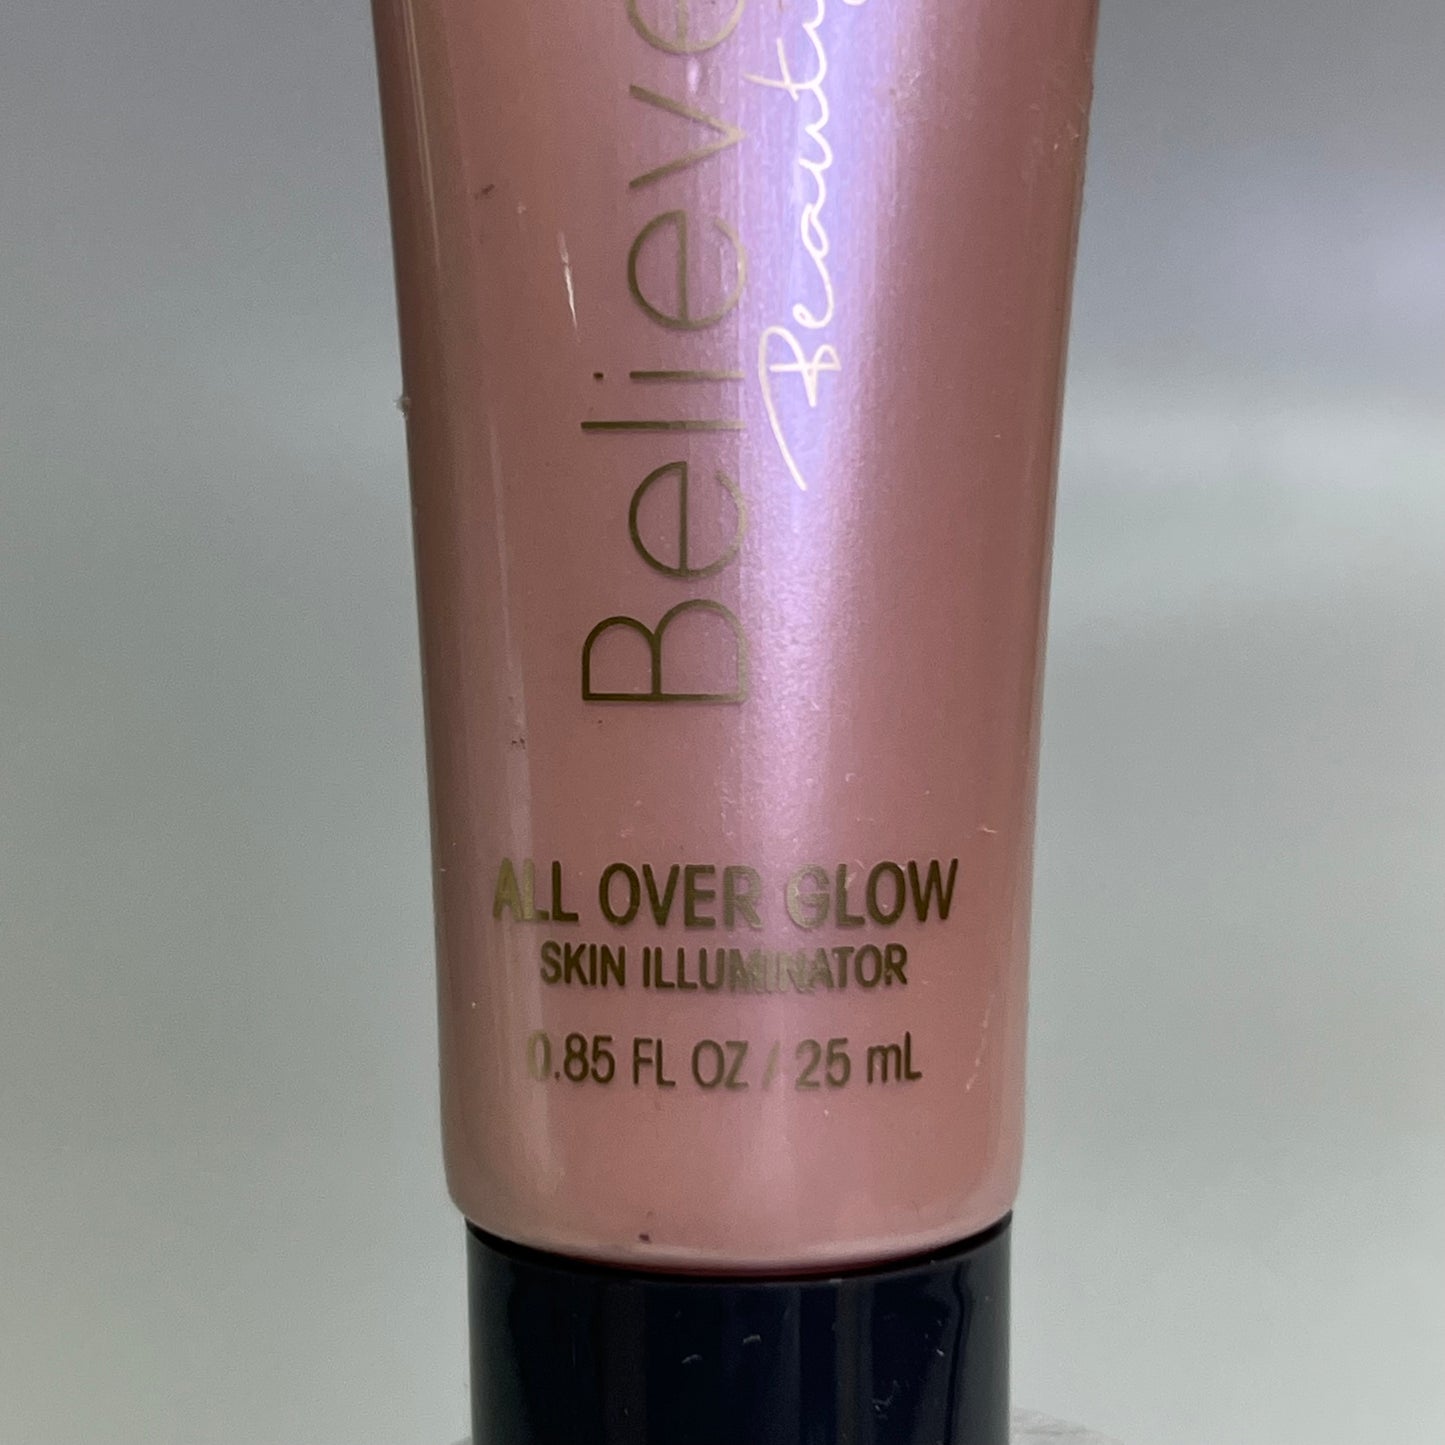 Believe
ALL OVER GLOW
SKIN ILLUMINATOR
0.85 FL OZ / 25 mL